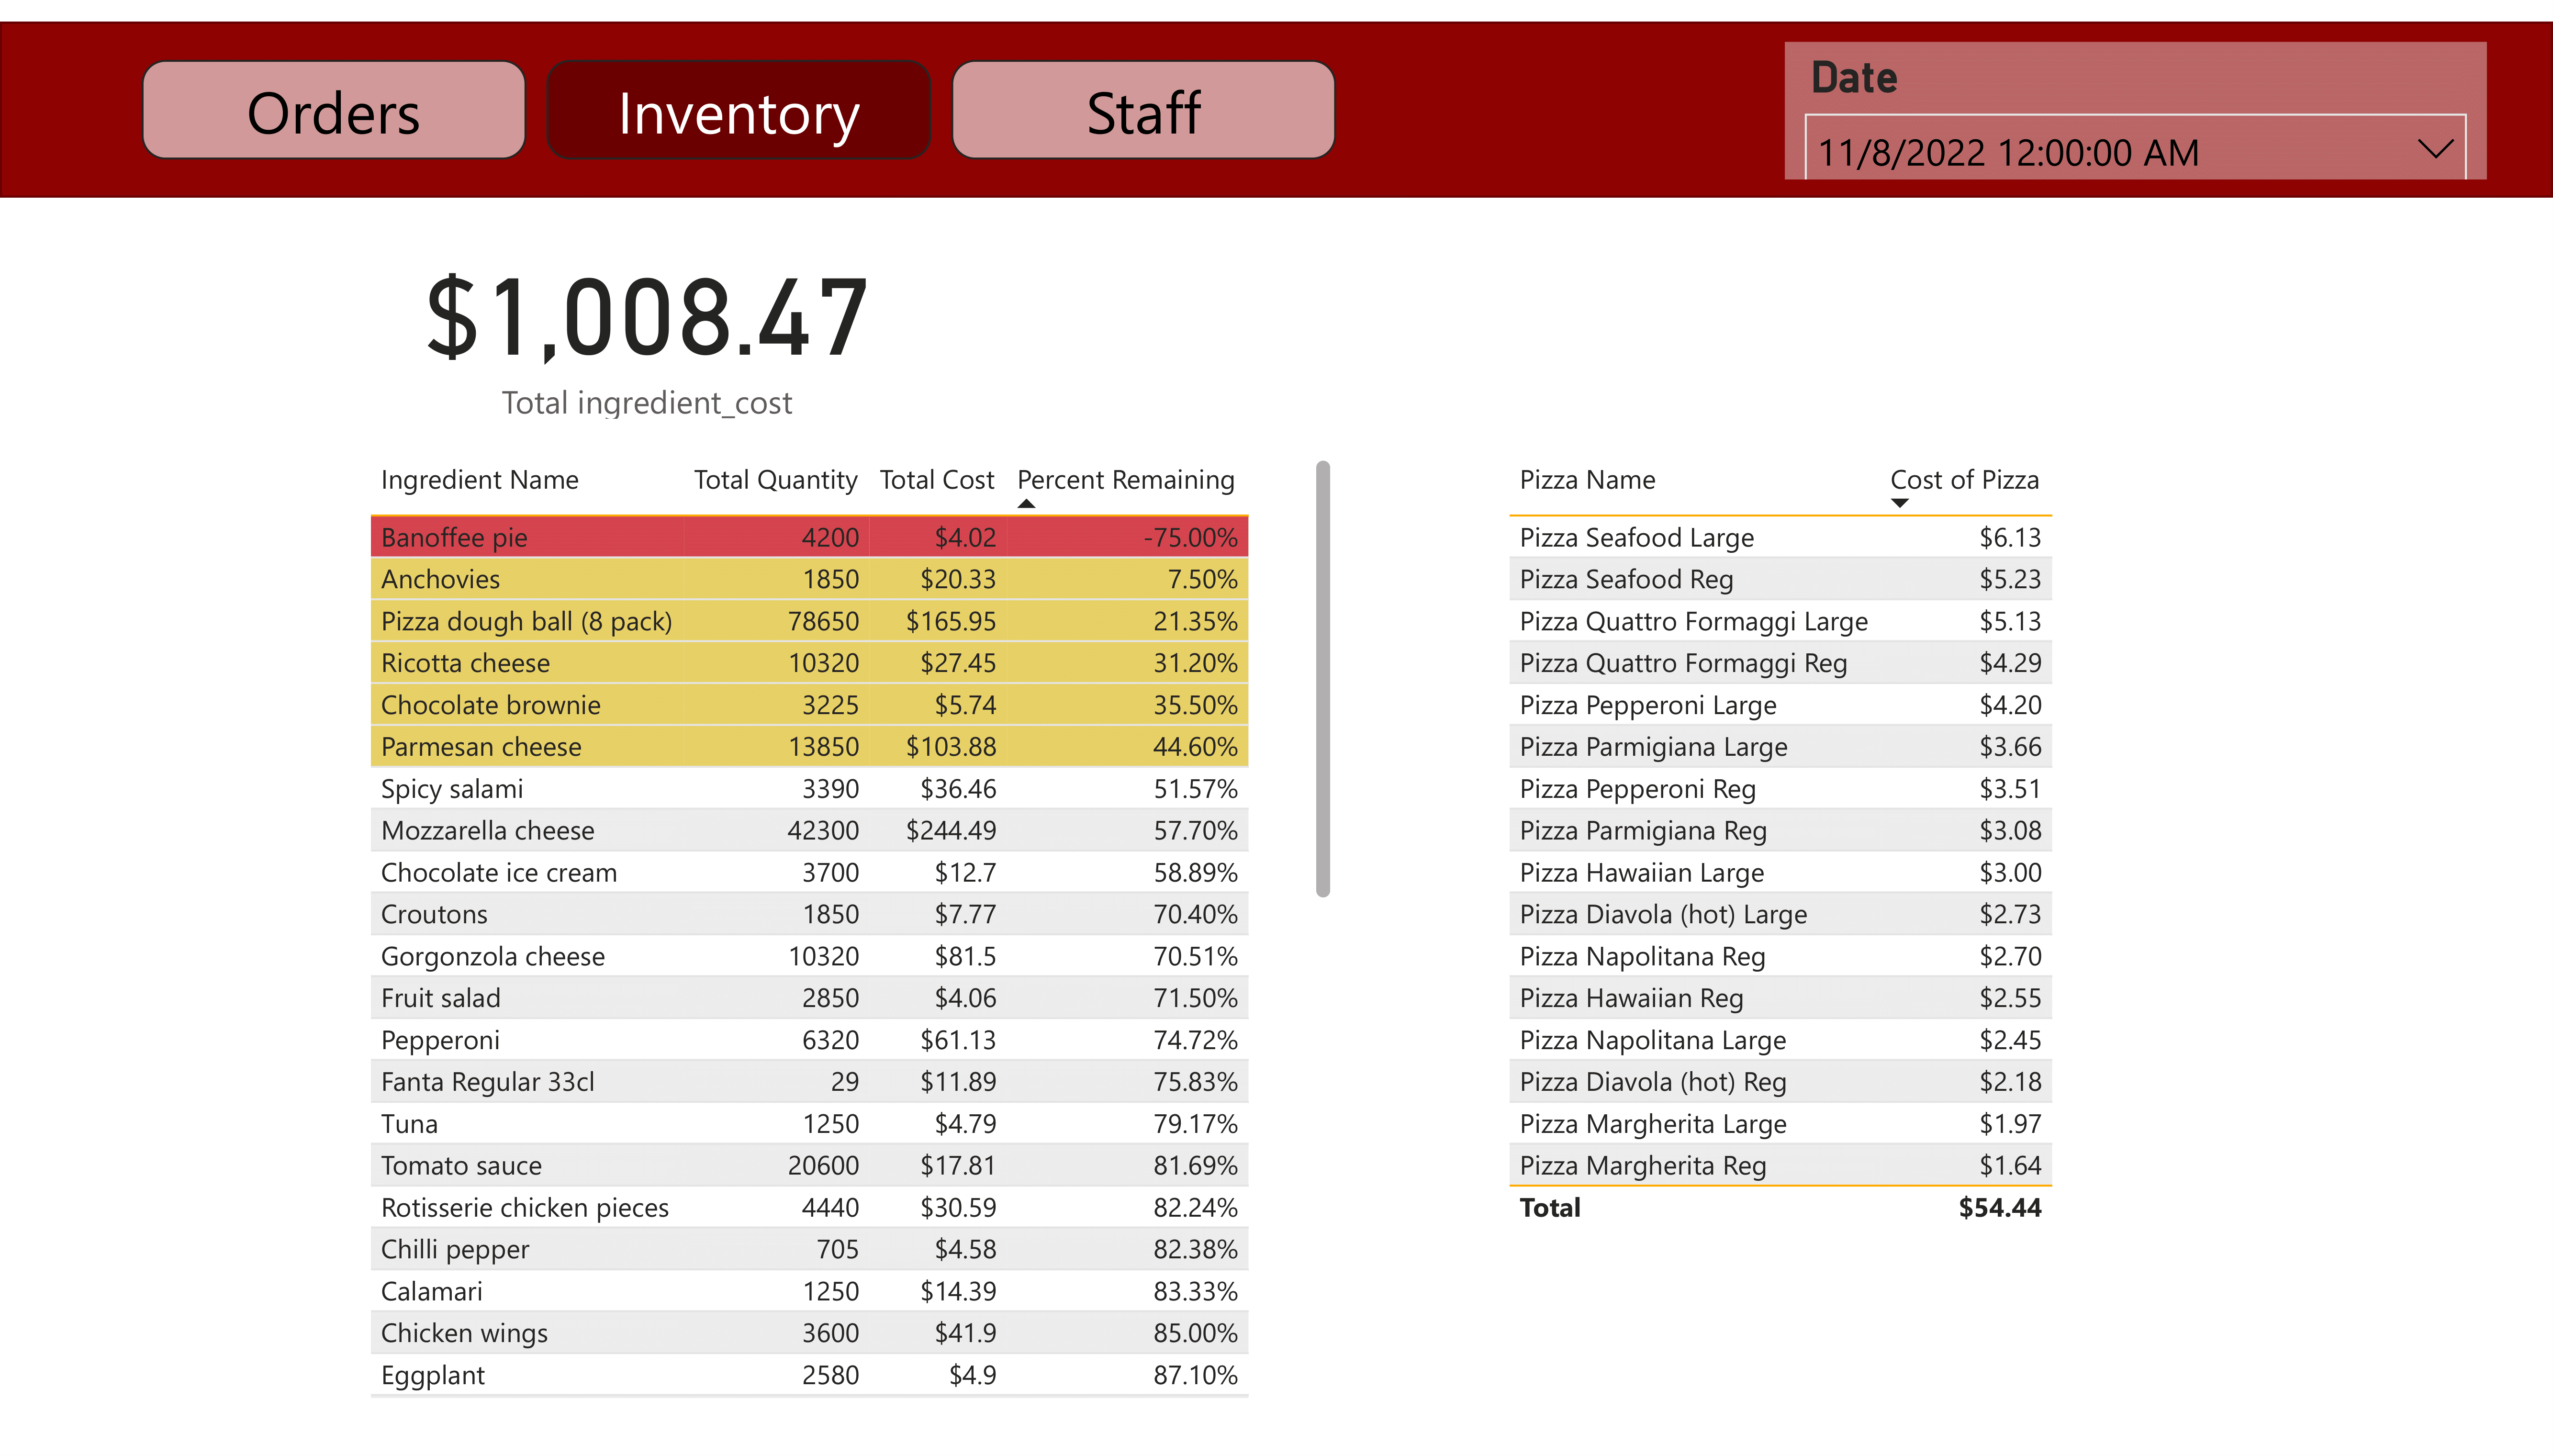 Orders Inventory Staff
Date
11/8/2022 12:00:00 AM
$1,008.47
Total ingredient_cost
Ingredient Name Total Quantity Total Cost Percent Remaining
Banoffee pie 4200 $4.02 -75.00%
Anchovies 1850 $20.33 7.50%
Pizza dough ball (8 pack) 78650 $165.95 21.35%
Ricotta cheese 10320 $27.45 31.20%
Chocolate brownie 3225 $5.74 35.50%
Parmesan cheese 13850 $103.88 44.60%
Spicy salami 3390 $36.46 51.57%
Mozzarella cheese 42300 $244.49 57.70%
Chocolate ice cream 3700 $12.7 58.89%
Croutons 1850 $7.77 70.40%
Gorgonzola cheese 10320 $81.5 70.51%
Fruit salad 2850 $4.06 71.50%
Pepperoni 6320 $61.13 74.72%
Fanta Regular 33cl 29 $11.89 75.83%
Tuna 1250 $4.79 79.17%
Tomato sauce 20600 $17.81 81.69%
Rotisserie chicken pieces 4440 $30.59 82.24%
Chilli pepper 705 $4.58 82.38%
Calamari 1250 $14.39 83.33%
Chicken wings 3600 $41.9 85.00%
Eggplant 2580 $4.9 87.10%
Pizza Name Cost of Pizza
Pizza Seafood Large $6.13
Pizza Seafood Reg $5.23
Pizza Quattro Formaggi Large $5.13
Pizza Quattro Formaggi Reg $4.29
Pizza Pepperoni Large $4.20
Pizza Parmigiana Large $3.66
Pizza Pepperoni Reg $3.51
Pizza Parmigiana Reg $3.08
Pizza Hawaiian Large $3.00
Pizza Diavola (hot) Large $2.73
Pizza Napolitana Reg $2.70
Pizza Hawaiian Reg $2.55
Pizza Napolitana Large $2.45
Pizza Diavola (hot) Reg $2.18
Pizza Margherita Large $1.97
Pizza Margherita Reg $1.64
Total $54.44